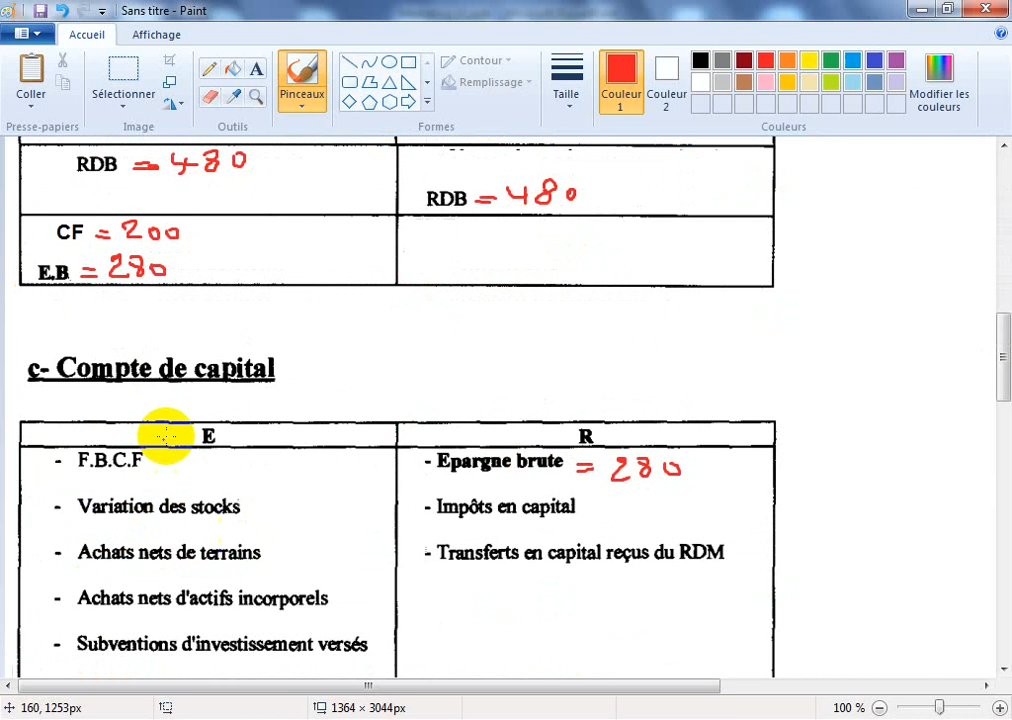 Sans titre - Paint
Accueil
Affichage
Coller
Sélectionner
Pinceaux
Contour
Remplissage
Taille
Couleur 1
Couleur 2
Modifier les couleurs
Presse-papiers
Image
Outils
Formes
Couleurs
RDB = 480
RDB = 480
CF = 200
E.B = 280
c- Compte de capital
E
R
- F.B.C.F
- Epargne brute = 280
- Variation des stocks
- Impôts en capital
- Achats nets de terrains
- Transferts en capital reçus du RDM
- Achats nets d'actifs incorporels
- Subventions d'investissement versés
160, 1253px
1364 × 3044px
100 %